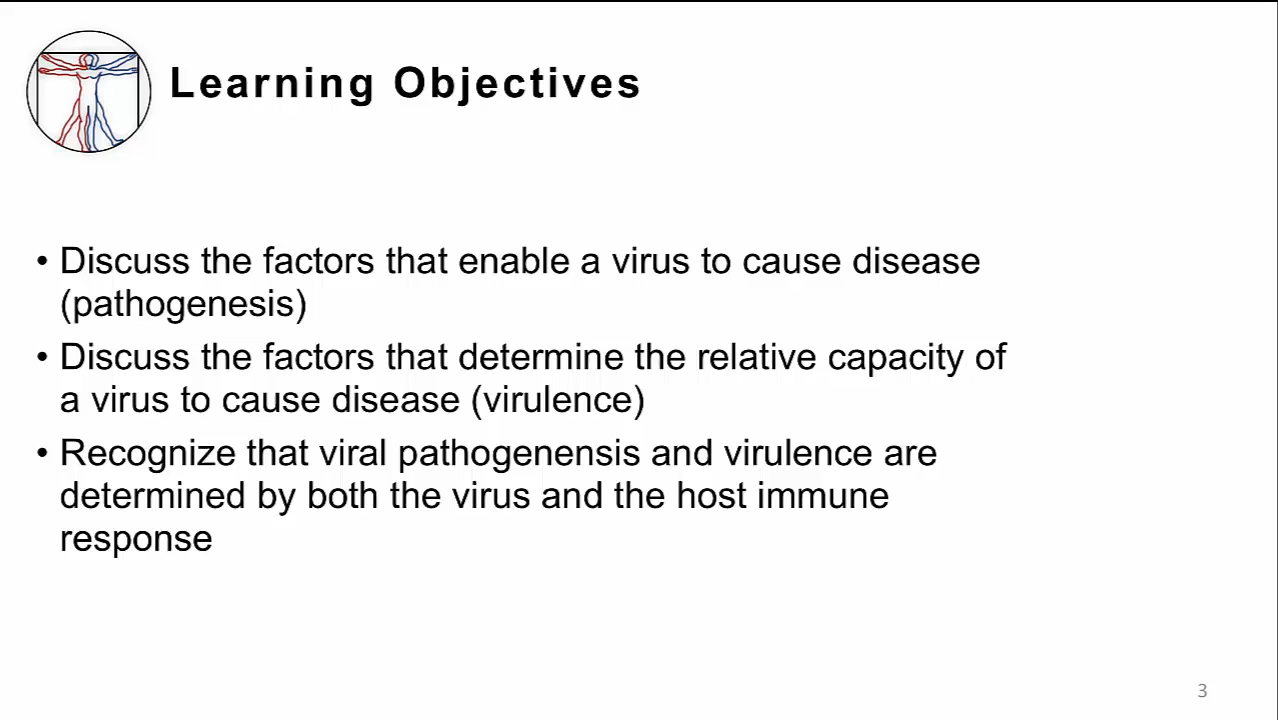 Learning Objectives
• Discuss the factors that enable a virus to cause disease
(pathogenesis)
• Discuss the factors that determine the relative capacity of
a virus to cause disease (virulence)
• Recognize that viral pathogenensis and virulence are
determined by both the virus and the host immune
response
3